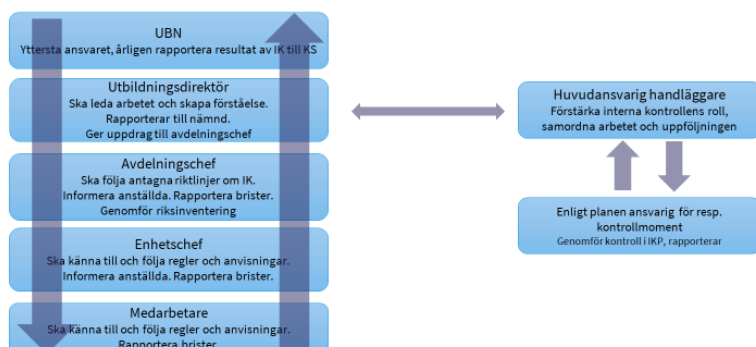 UBN
Yttersta ansvaret, årligen rapportera resultat av IK till KS
Utbildningsdirektör
Ska leda arbetet och skapa förståelse.
Rapporterar till nämnd.
Ger uppdrag till avdelningschef
Avdelningschef
Ska följa antagna riktlinjer om IK.
Informera anställda. Rapportera brister.
Genomför riksinventering
Enhetschef
Ska känna till och följa regler och anvisningar.
Informera anställda. Rapportera brister.
Medarbetare
Ska känna till och följa regler och anvisningar.
Rapportera brister
Huvudansvarig handläggare
Förstärka interna kontrollens roll,
samordna arbetet och uppföljningen
Enligt planen ansvarig för resp.
kontrollmoment
Genomför kontroll i IKP, rapporterar